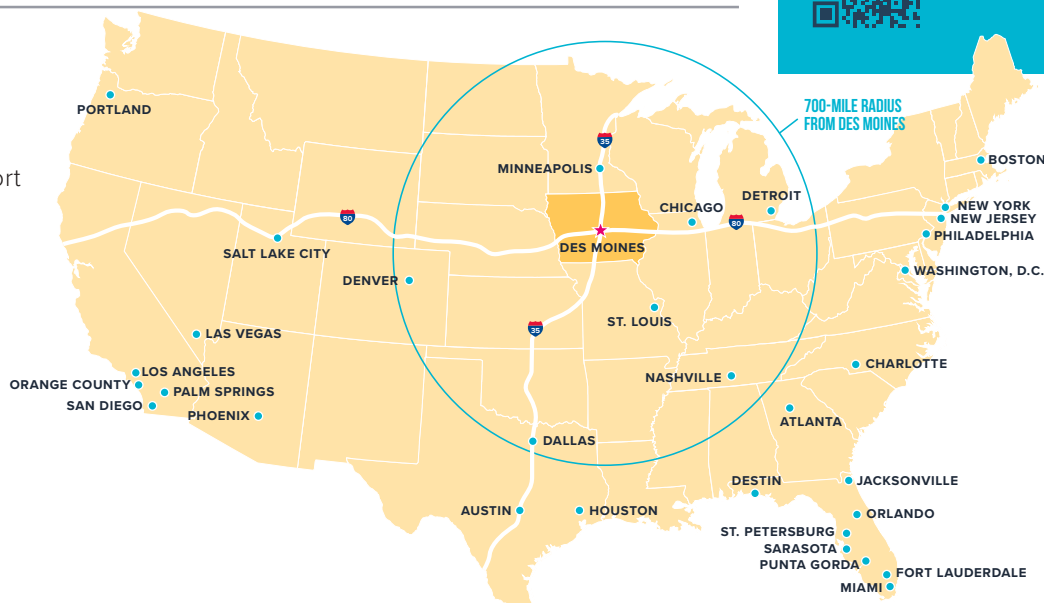 700-MILE RADIUS
FROM DES MOINES
PORTLAND
ort
BOSTON
35
MINNEAPOLIS
DETROIT
CHICAGO
NEW YORK
80
80
NEW JERSEY
PHILADELPHIA
DES MOINES
SALT LAKE CITY
WASHINGTON, D.C.
DENVER
ST. LOUIS
35
LAS VEGAS
CHARLOTTE
LOS ANGELES
NASHVILLE
ORANGE COUNTY
PALM SPRINGS
SAN DIEGO
PHOENIX
ATLANTA
DALLAS
DESTIN
JACKSONVILLE
AUSTIN
HOUSTON
ORLANDO
ST. PETERSBURG
SARASOTA
PUNTA GORDA
FORT LAUDERDALE
MIAMI